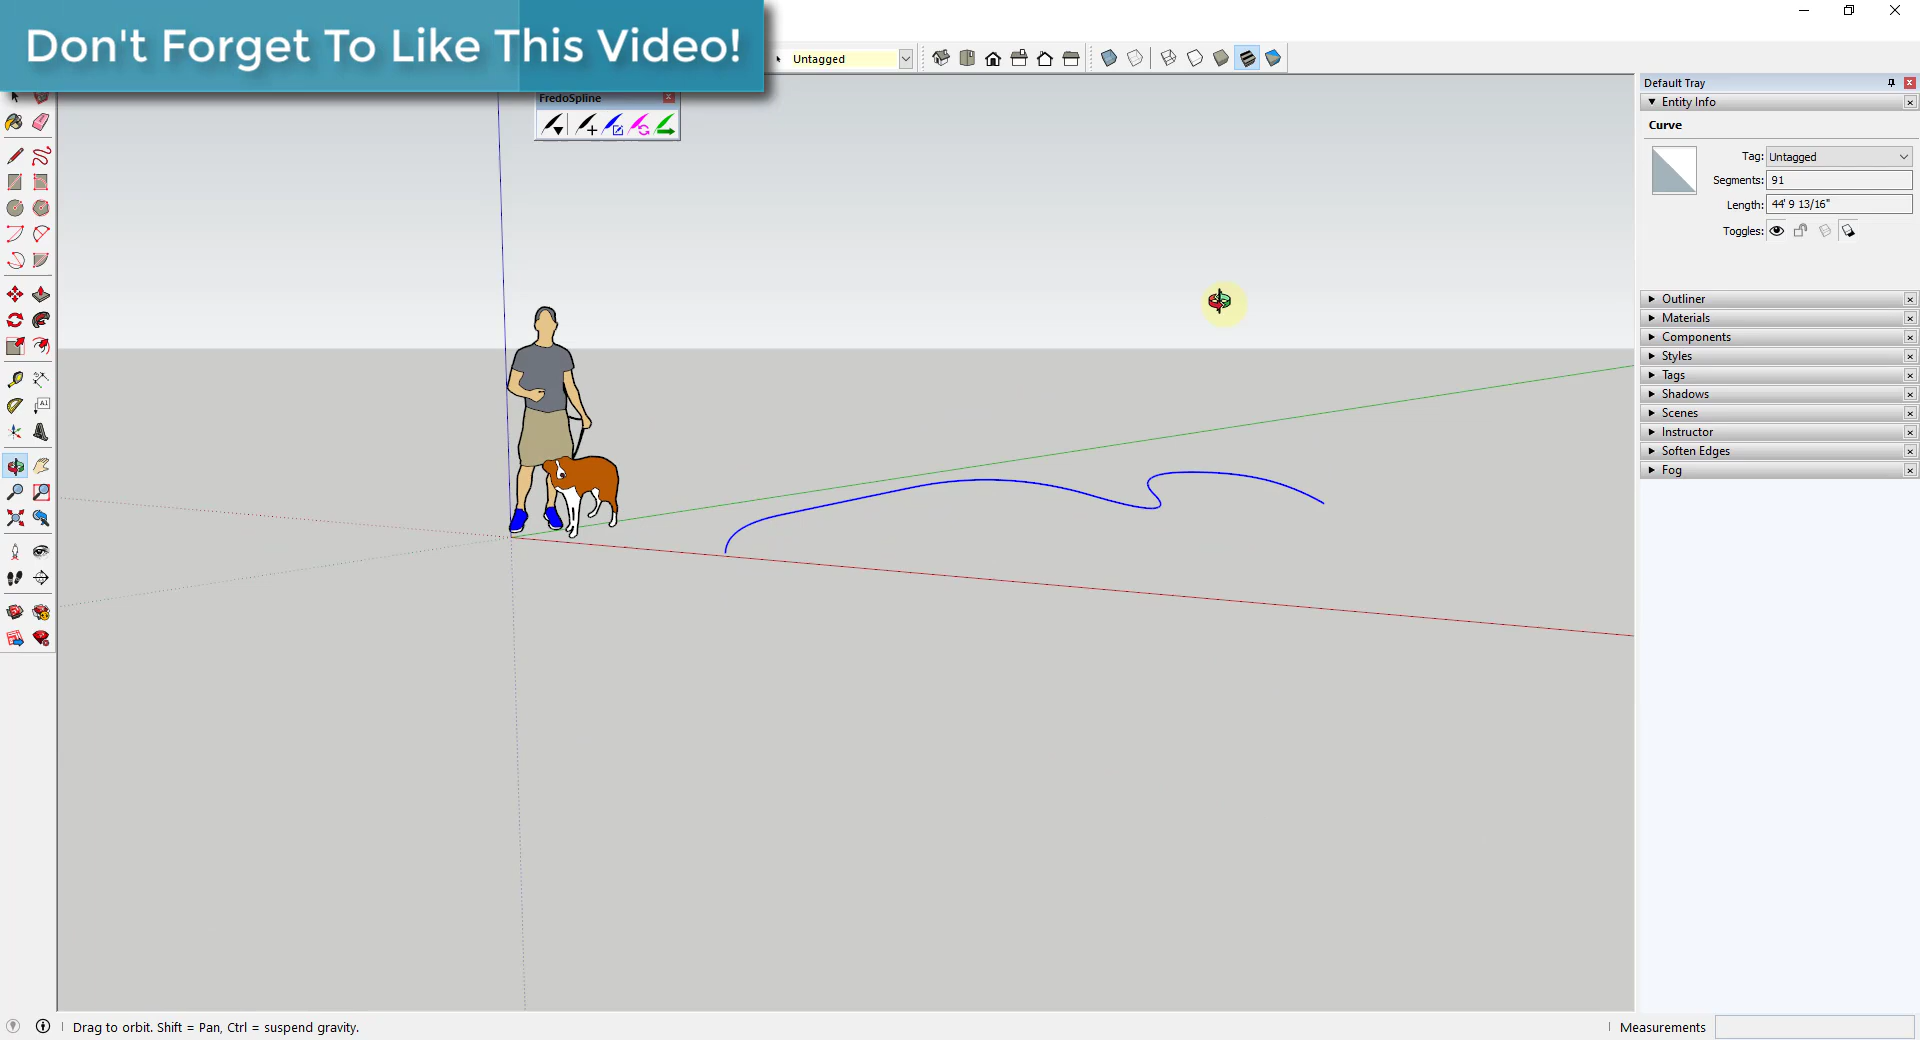 Don't Forget To Like This Video!
Untagged
FredoSpline
Default Tray
Entity Info
Curve
Tag: Untagged
Segments: 91
Length: 44' 9 13/16"
Toggles:
Outliner
Materials
Components
Styles
Tags
Shadows
Scenes
Instructor
Soften Edges
Fog
Drag to orbit. Shift = Pan, Ctrl = suspend gravity.
Measurements